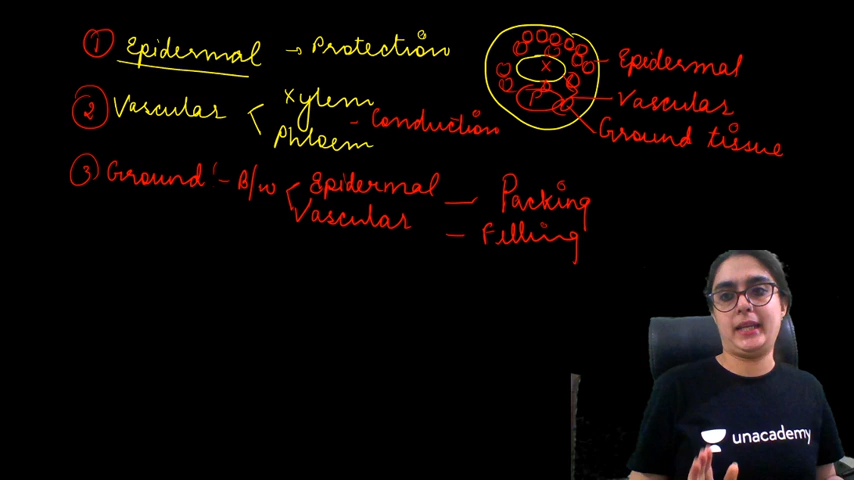 ① Epidermal → Protection
② Vascular < Xylem
Phloem - Conduction
③ Ground :- B/w < Epidermal — Packing
Vascular — Filling
X
P
Epidermal
Vascular
Ground tissue
unacademy